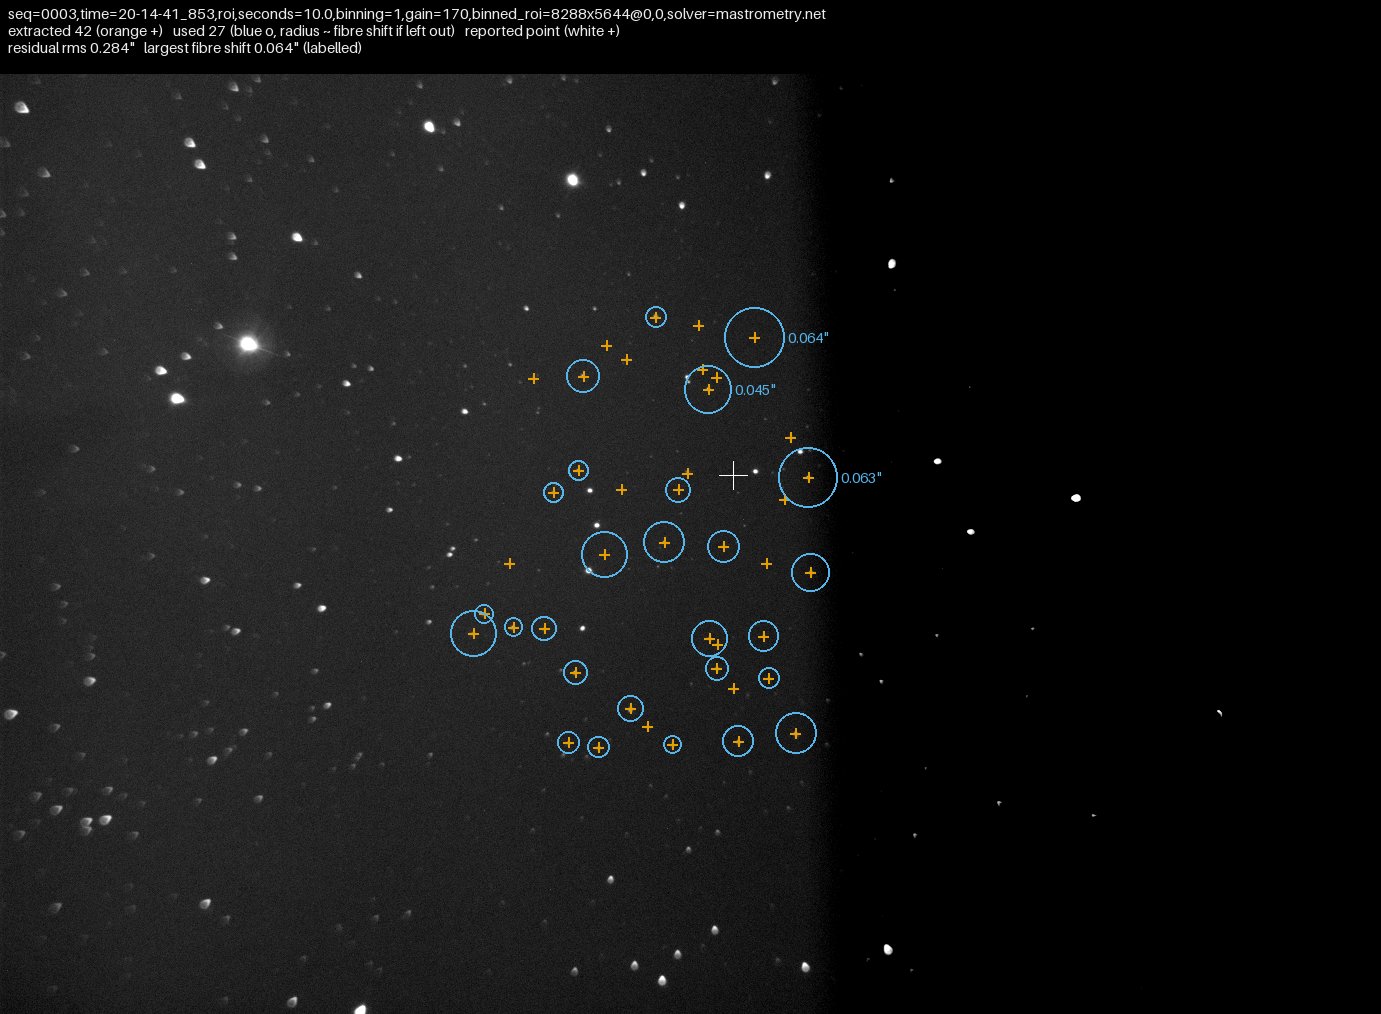 seq=0003,time=20-14-41_853,roi,seconds=10.0,binning=1,gain=170,binned_roi=8288x5644@0,0,solver=mastrometry.net
extracted 42 (orange +)   used 27 (blue o, radius ~ fibre shift if left out)   reported point (white +)
residual rms 0.284"   largest fibre shift 0.064" (labelled)
0.064"
0.045"
0.063"